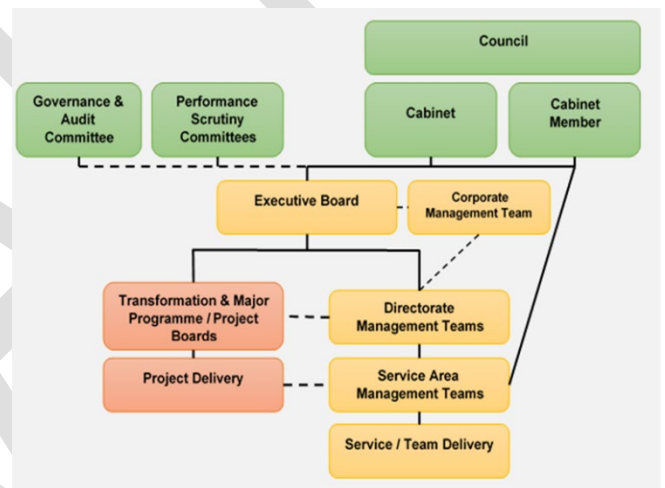 Council
Governance &
Audit
Committee
Performance
Scrutiny
Committees
Cabinet
Cabinet
Member
Executive Board
Corporate
Management Team
Transformation & Major
Programme / Project
Boards
Directorate
Management Teams
Project Delivery
Service Area
Management Teams
Service / Team Delivery